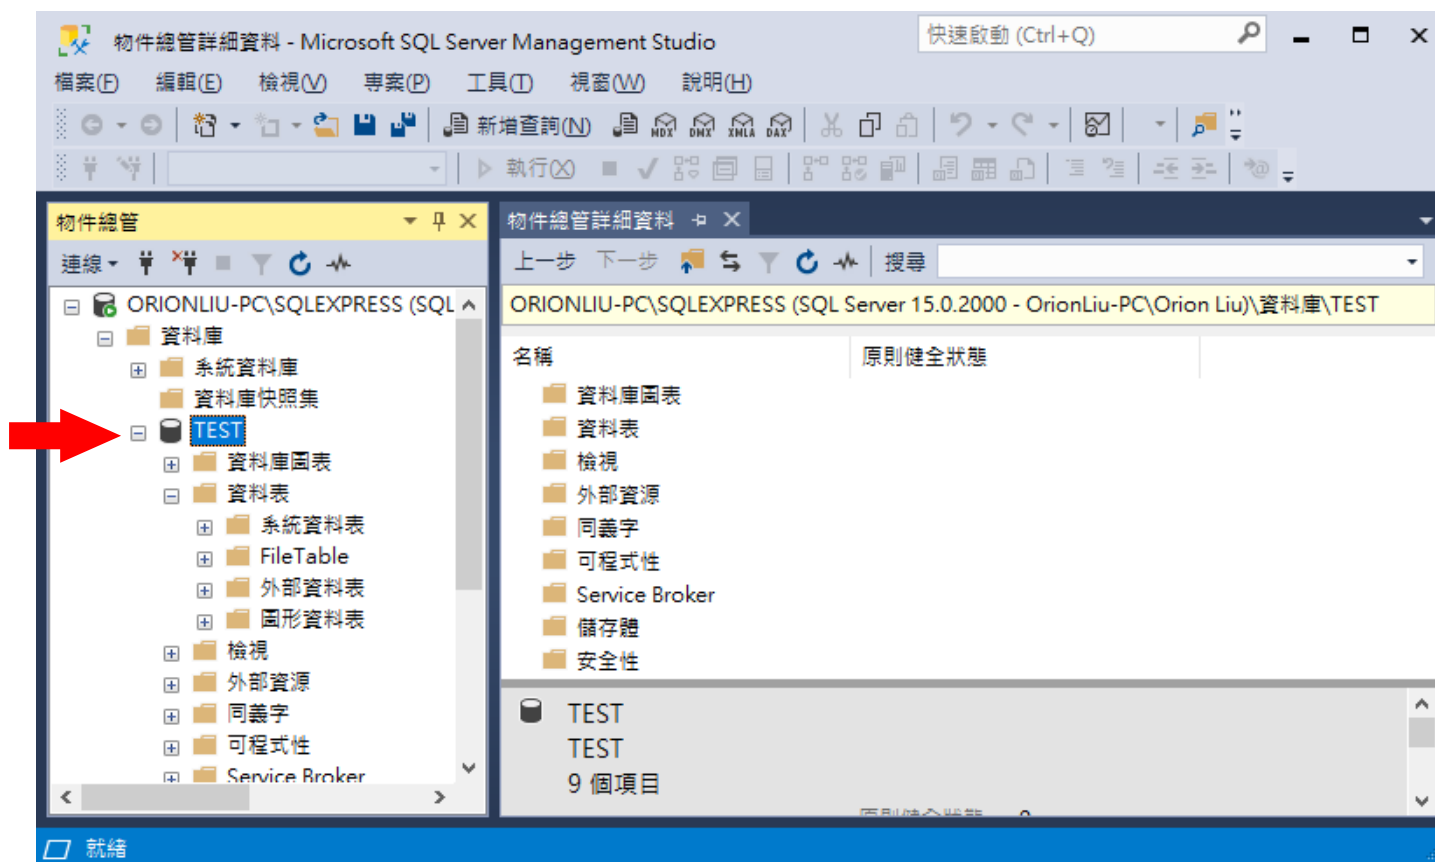 物件總管詳細資料 - Microsoft SQL Server Management Studio
快速啟動 (Ctrl+Q)
檔案(F) 編輯(E) 檢視(V) 專案(P) 工具(T) 視窗(W) 說明(H)
新增查詢(N) MDX DMX XMLA DAX
執行(X)
物件總管
連線
ORIONLIU-PC\SQLEXPRESS (SQL
資料庫
系統資料庫
資料庫快照集
TEST
資料庫圖表
資料表
系統資料表
FileTable
外部資料表
圖形資料表
檢視
外部資源
同義字
可程式性
Service Broker
物件總管詳細資料
上一步 下一步 搜尋
ORIONLIU-PC\SQLEXPRESS (SQL Server 15.0.2000 - OrionLiu-PC\Orion Liu)\資料庫\TEST
名稱 原則健全狀態
資料庫圖表
資料表
檢視
外部資源
同義字
可程式性
Service Broker
儲存體
安全性
TEST
TEST
9 個項目
就緒